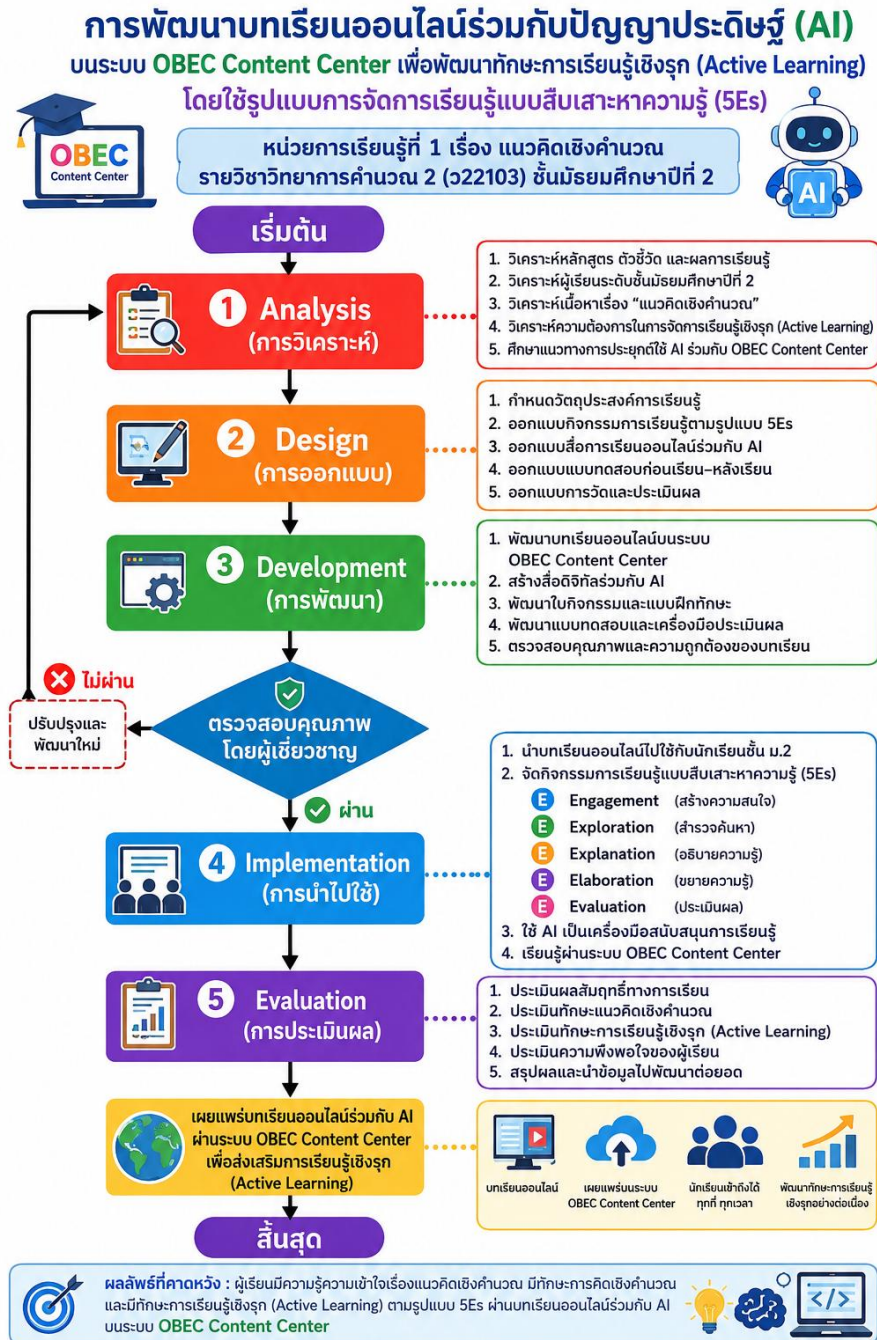 การพัฒนาบทเรียนออนไลน์ร่วมกับปัญญาประดิษฐ์ (AI)
บนระบบ OBEC Content Center เพื่อพัฒนาทักษะการเรียนรู้เชิงรุก (Active Learning)
โดยใช้รูปแบบการจัดการเรียนรู้แบบสืบเสาะหาความรู้ (5Es)
OBEC
Content Center
หน่วยการเรียนรู้ที่ 1 เรื่อง แนวคิดเชิงคำนวณ
รายวิชาวิทยาการคำนวณ 2 (ว22103) ชั้นมัธยมศึกษาปีที่ 2
AI
เริ่มต้น
1 Analysis
(การวิเคราะห์)
1. วิเคราะห์หลักสูตร ตัวชี้วัด และผลการเรียนรู้
2. วิเคราะห์ผู้เรียนระดับชั้นมัธยมศึกษาปีที่ 2
3. วิเคราะห์เนื้อหาเรื่อง “แนวคิดเชิงคำนวณ”
4. วิเคราะห์ความต้องการในการจัดการเรียนรู้เชิงรุก (Active Learning)
5. ศึกษาแนวทางการประยุกต์ใช้ AI ร่วมกับ OBEC Content Center
2 Design
(การออกแบบ)
1. กำหนดวัตถุประสงค์การเรียนรู้
2. ออกแบบกิจกรรมการเรียนรู้ตามรูปแบบ 5Es
3. ออกแบบสื่อการเรียนออนไลน์ร่วมกับ AI
4. ออกแบบแบบทดสอบก่อนเรียน–หลังเรียน
5. ออกแบบการวัดและประเมินผล
3 Development
(การพัฒนา)
1. พัฒนาบทเรียนออนไลน์บนระบบ
OBEC Content Center
2. สร้างสื่อดิจิทัลร่วมกับ AI
3. พัฒนาใบกิจกรรมและแบบฝึกทักษะ
4. พัฒนาแบบทดสอบและเครื่องมือประเมินผล
5. ตรวจสอบคุณภาพและความถูกต้องของบทเรียน
ไม่ผ่าน
ปรับปรุงและ
พัฒนาใหม่
ตรวจสอบคุณภาพ
โดยผู้เชี่ยวชาญ
ผ่าน
4 Implementation
(การนำไปใช้)
1. นำบทเรียนออนไลน์ไปใช้กับนักเรียนชั้น ม.2
2. จัดกิจกรรมการเรียนรู้แบบสืบเสาะหาความรู้ (5Es)
E Engagement (สร้างความสนใจ)
E Exploration (สำรวจค้นหา)
E Explanation (อธิบายความรู้)
E Elaboration (ขยายความรู้)
E Evaluation (ประเมินผล)
3. ใช้ AI เป็นเครื่องมือสนับสนุนการเรียนรู้
4. เรียนรู้ผ่านระบบ OBEC Content Center
5 Evaluation
(การประเมินผล)
1. ประเมินผลสัมฤทธิ์ทางการเรียน
2. ประเมินทักษะแนวคิดเชิงคำนวณ
3. ประเมินทักษะการเรียนรู้เชิงรุก (Active Learning)
4. ประเมินความพึงพอใจของผู้เรียน
5. สรุปผลและนำข้อมูลไปพัฒนาต่อยอด
เผยแพร่บทเรียนออนไลน์ร่วมกับ AI
ผ่านระบบ OBEC Content Center
เพื่อส่งเสริมการเรียนรู้เชิงรุก
(Active Learning)
บทเรียนออนไลน์
เผยแพร่บนระบบ
OBEC Content Center
นักเรียนเข้าถึงได้
ทุกที่ ทุกเวลา
พัฒนาทักษะการเรียนรู้
เชิงรุกอย่างต่อเนื่อง
สิ้นสุด
ผลลัพธ์ที่คาดหวัง : ผู้เรียนมีความรู้ความเข้าใจเรื่องแนวคิดเชิงคำนวณ มีทักษะการคิดเชิงคำนวณ
และมีทักษะการเรียนรู้เชิงรุก (Active Learning) ตามรูปแบบ 5Es ผ่านบทเรียนออนไลน์ร่วมกับ AI
บนระบบ OBEC Content Center
</>